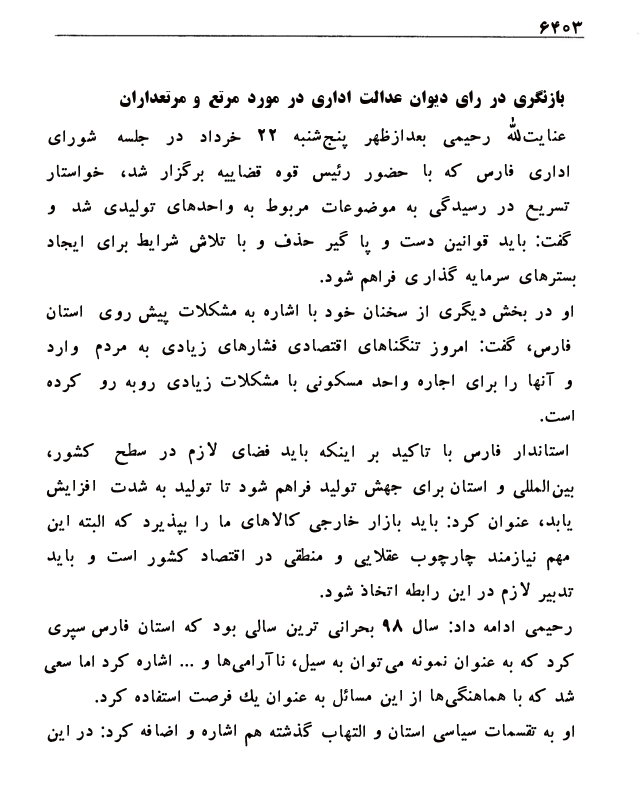 ۶۴۰۳
بازنگری در رای دیوان عدالت اداری در مورد مرتع و مرتعداران
عنایت‌الله رحیمی بعدازظهر پنج‌شنبه ۲۲ خرداد در جلسه شورای
اداری فارس که با حضور رئیس قوه قضاییه برگزار شد، خواستار
تسریع در رسیدگی به موضوعات مربوط به واحدهای تولیدی شد و
گفت: باید قوانین دست و پا گیر حذف و با تلاش شرایط برای ایجاد
بسترهای سرمایه گذاری فراهم شود.
او در بخش دیگری از سخنان خود با اشاره به مشکلات پیش روی استان
فارس، گفت: امروز تنگناهای اقتصادی فشارهای زیادی به مردم وارد
و آنها را برای اجاره واحد مسکونی با مشکلات زیادی روبه رو کرده
است.
استاندار فارس با تاکید بر اینکه باید فضای لازم در سطح کشور،
بین‌المللی و استان برای جهش تولید فراهم شود تا تولید به شدت افزایش
یابد، عنوان کرد: باید بازار خارجی کالاهای ما را بپذیرد که البته این
مهم نیازمند چارچوب عقلایی و منطقی در اقتصاد کشور است و باید
تدبیر لازم در این رابطه اتخاذ شود.
رحیمی ادامه داد: سال ۹۸ بحرانی ترین سالی بود که استان فارس سپری
کرد که به عنوان نمونه می‌توان به سیل، ناآرامی‌ها و ... اشاره کرد اما سعی
شد که با هماهنگی‌ها از این مسائل به عنوان یك فرصت استفاده کرد.
او به تقسمات سیاسی استان و التهاب گذشته هم اشاره و اضافه کرد: در این